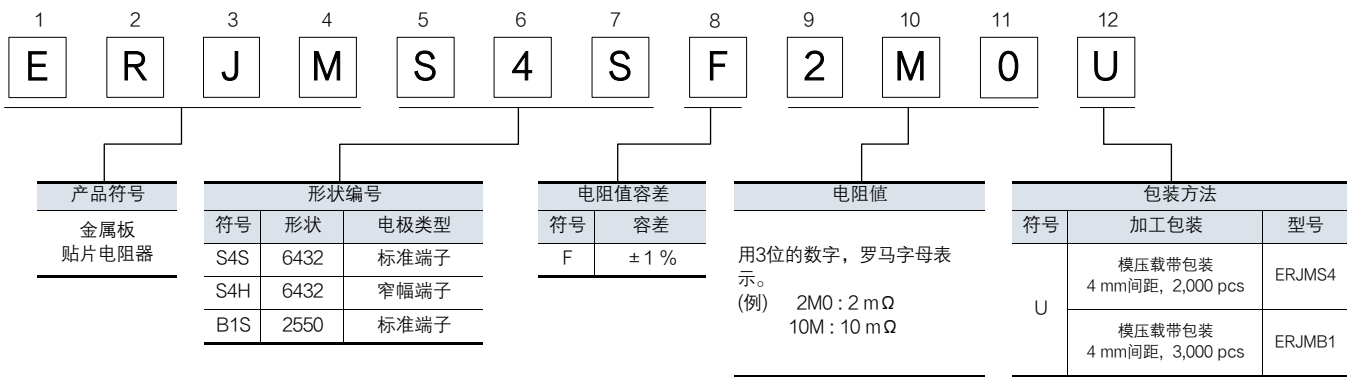 1 2 3 4 5 6 7 8 9 10 11 12
E R J M S 4 S F 2 M 0 U
产品符号
金属板
贴片电阻器
形状编号
符号 形状 电极类型
S4S 6432 标准端子
S4H 6432 窄幅端子
B1S 2550 标准端子
电阻值容差
符号 容差
F ±1 %
电阻値
用3位的数字，罗马字母表
示。
(例) 2M0 : 2 mΩ
10M : 10 mΩ
包装方法
符号 加工包装 型号
U
模压载带包装
4 mm间距, 2,000 pcs
ERJMS4
模压载带包装
4 mm间距, 3,000 pcs
ERJMB1